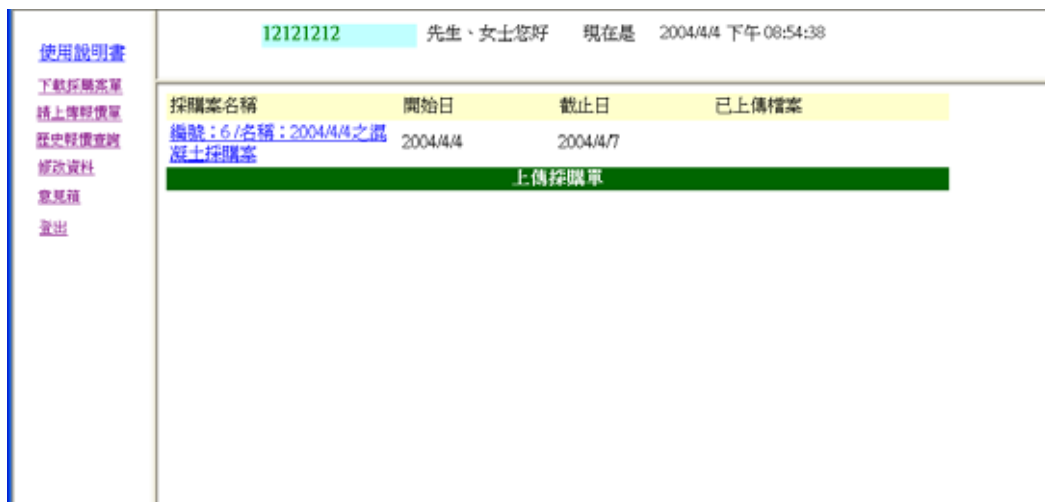 12121212 先生、女士您好 現在是 2004/4/4 下午 08:54:38
使用說明書
下載採購案單
請上傳報價單
歷史報價查詢
修改資料
意見箱
登出
採購案名稱 開始日 截止日 已上傳檔案
編號：6 /名稱：2004/4/4之混
凝土採購案 2004/4/4 2004/4/7
上傳採購單